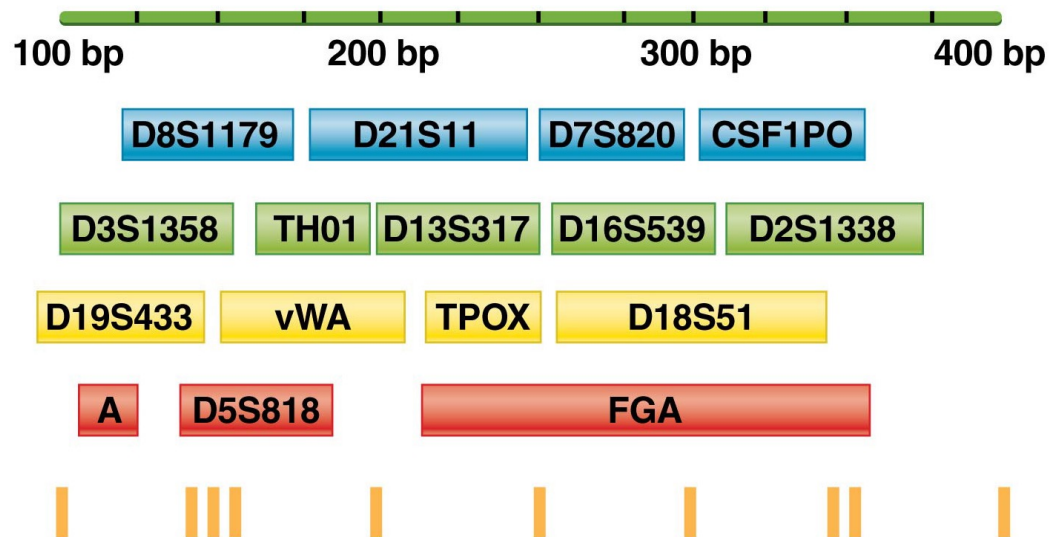 100 bp 200 bp 300 bp 400 bp
D8S1179 D21S11 D7S820 CSF1PO
D3S1358 TH01 D13S317 D16S539 D2S1338
D19S433 vWA TPOX D18S51
A D5S818 FGA